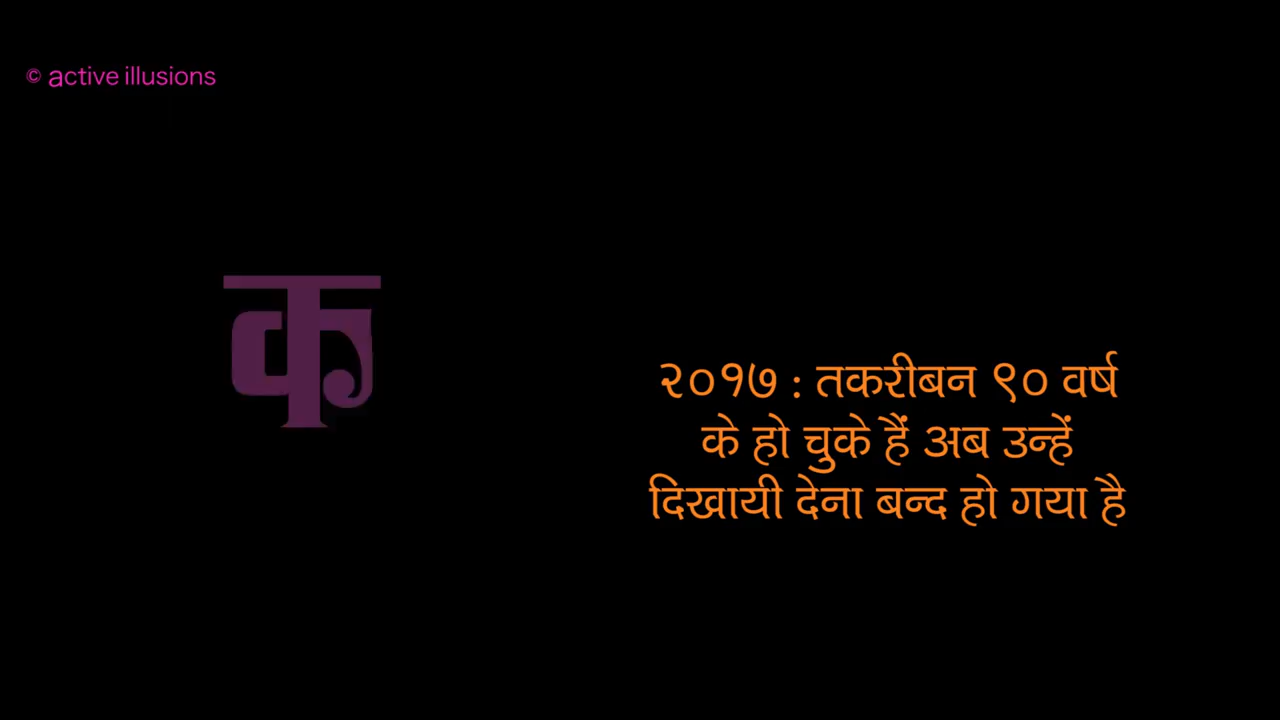 © active illusions
क
२०१७ : तकरीबन ९० वर्ष
के हो चुके हैं अब उन्हें
दिखायी देना बन्द हो गया है